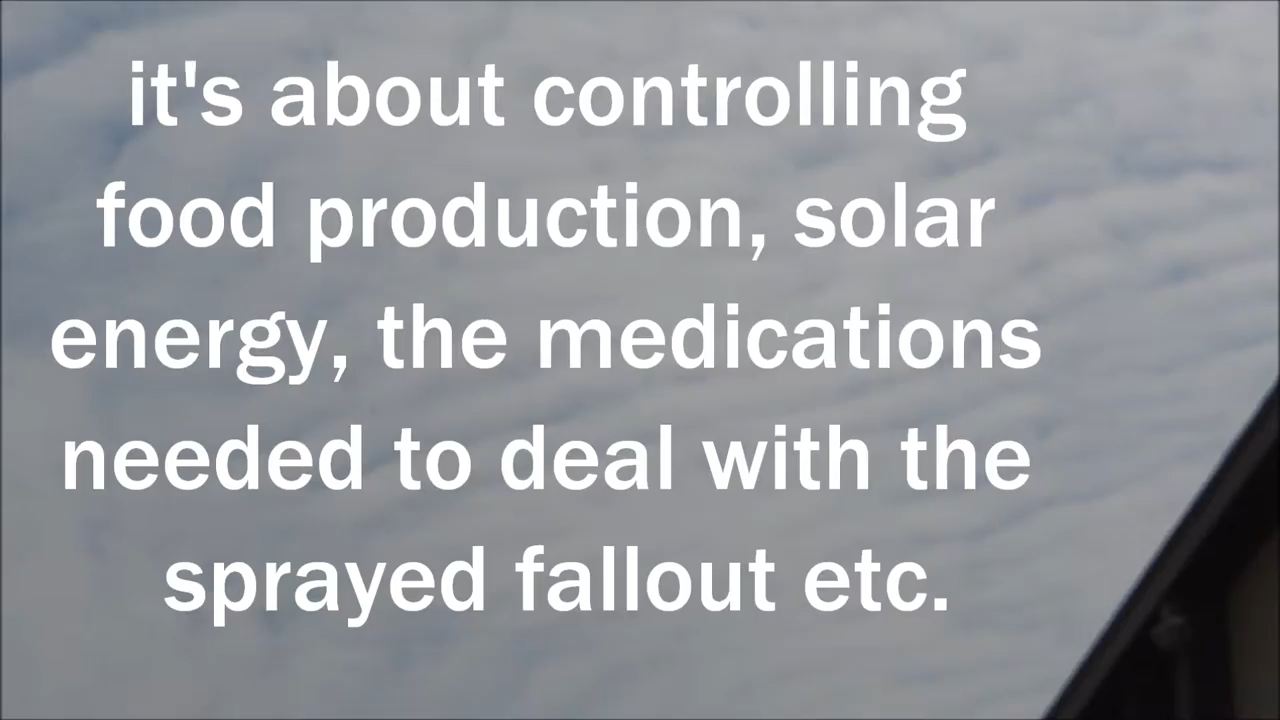 it's about controlling
food production, solar
energy, the medications
needed to deal with the
sprayed fallout etc.